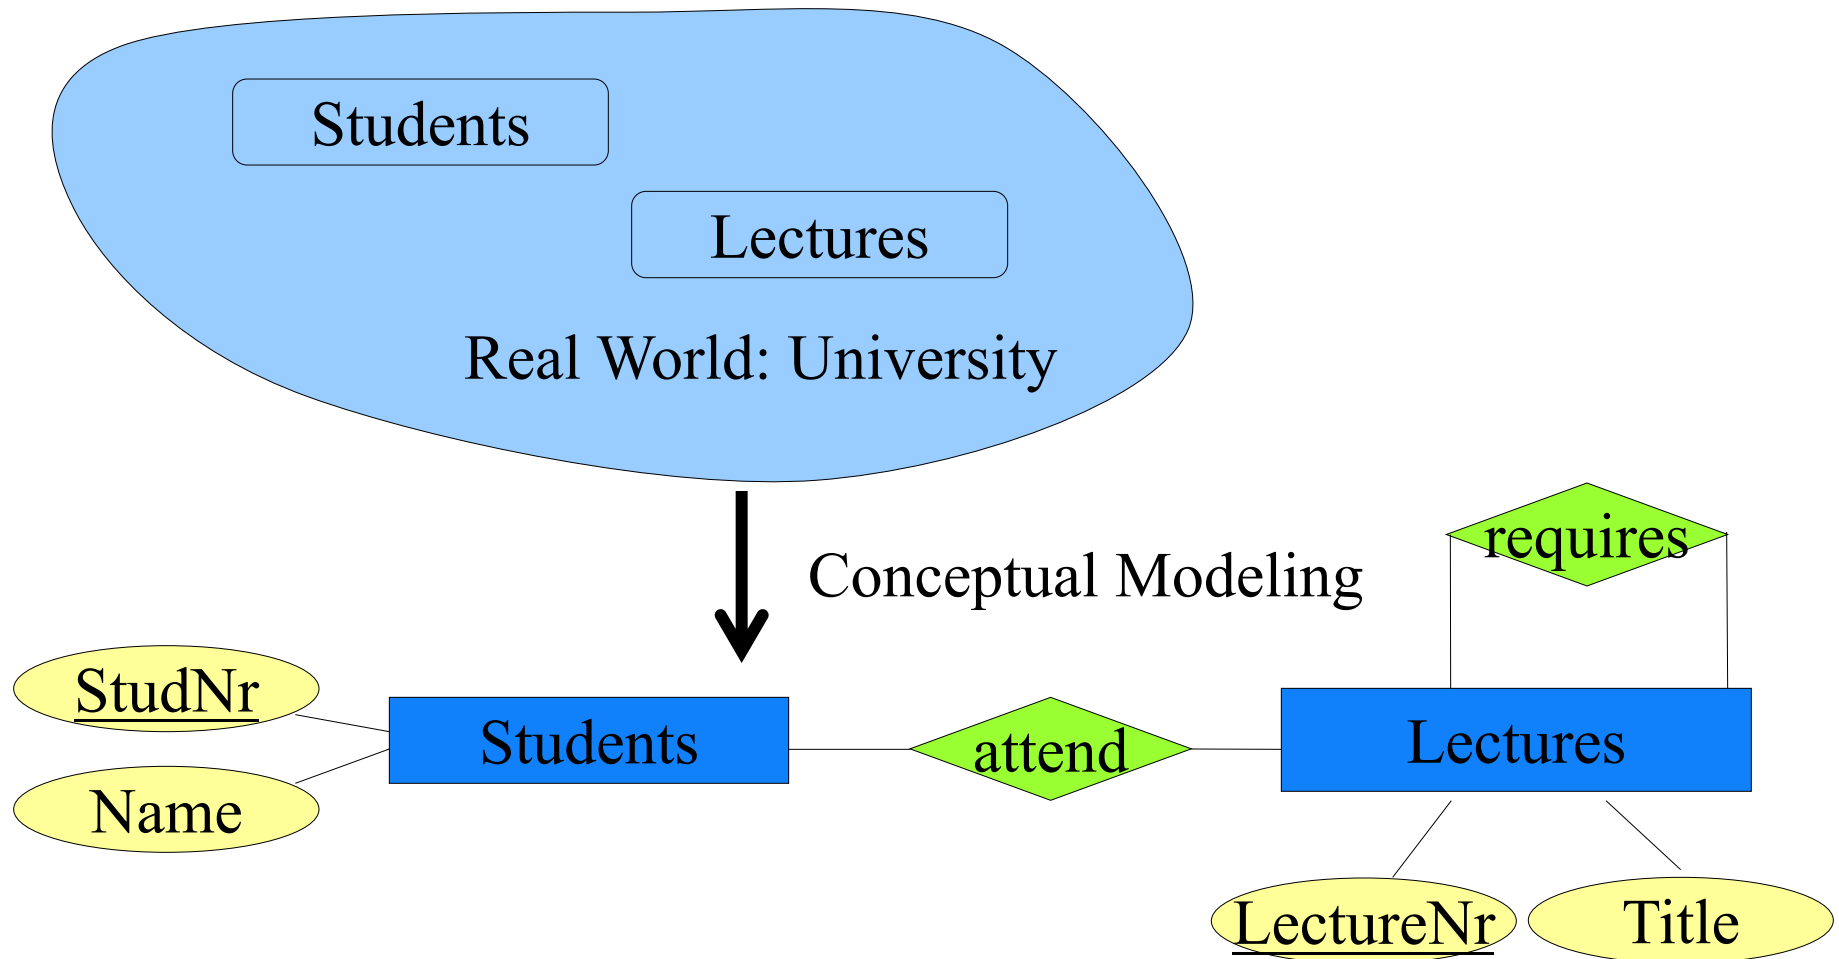 Students
Lectures
Real World: University
requires
Conceptual Modeling
StudNr
Students
attend
Lectures
Name
LectureNr
Title